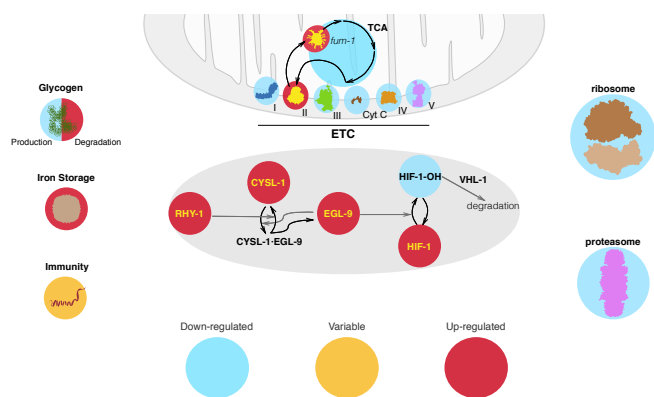 TCA
fum-1
Glycogen
Production
Degradation
I
II
III
Cyt C
IV
V
ETC
ribosome
Iron Storage
CYSL-1
HIF-1-OH
VHL-1
RHY-1
EGL-9
degradation
CYSL-1·EGL-9
HIF-1
Immunity
proteasome
Down-regulated
Variable
Up-regulated